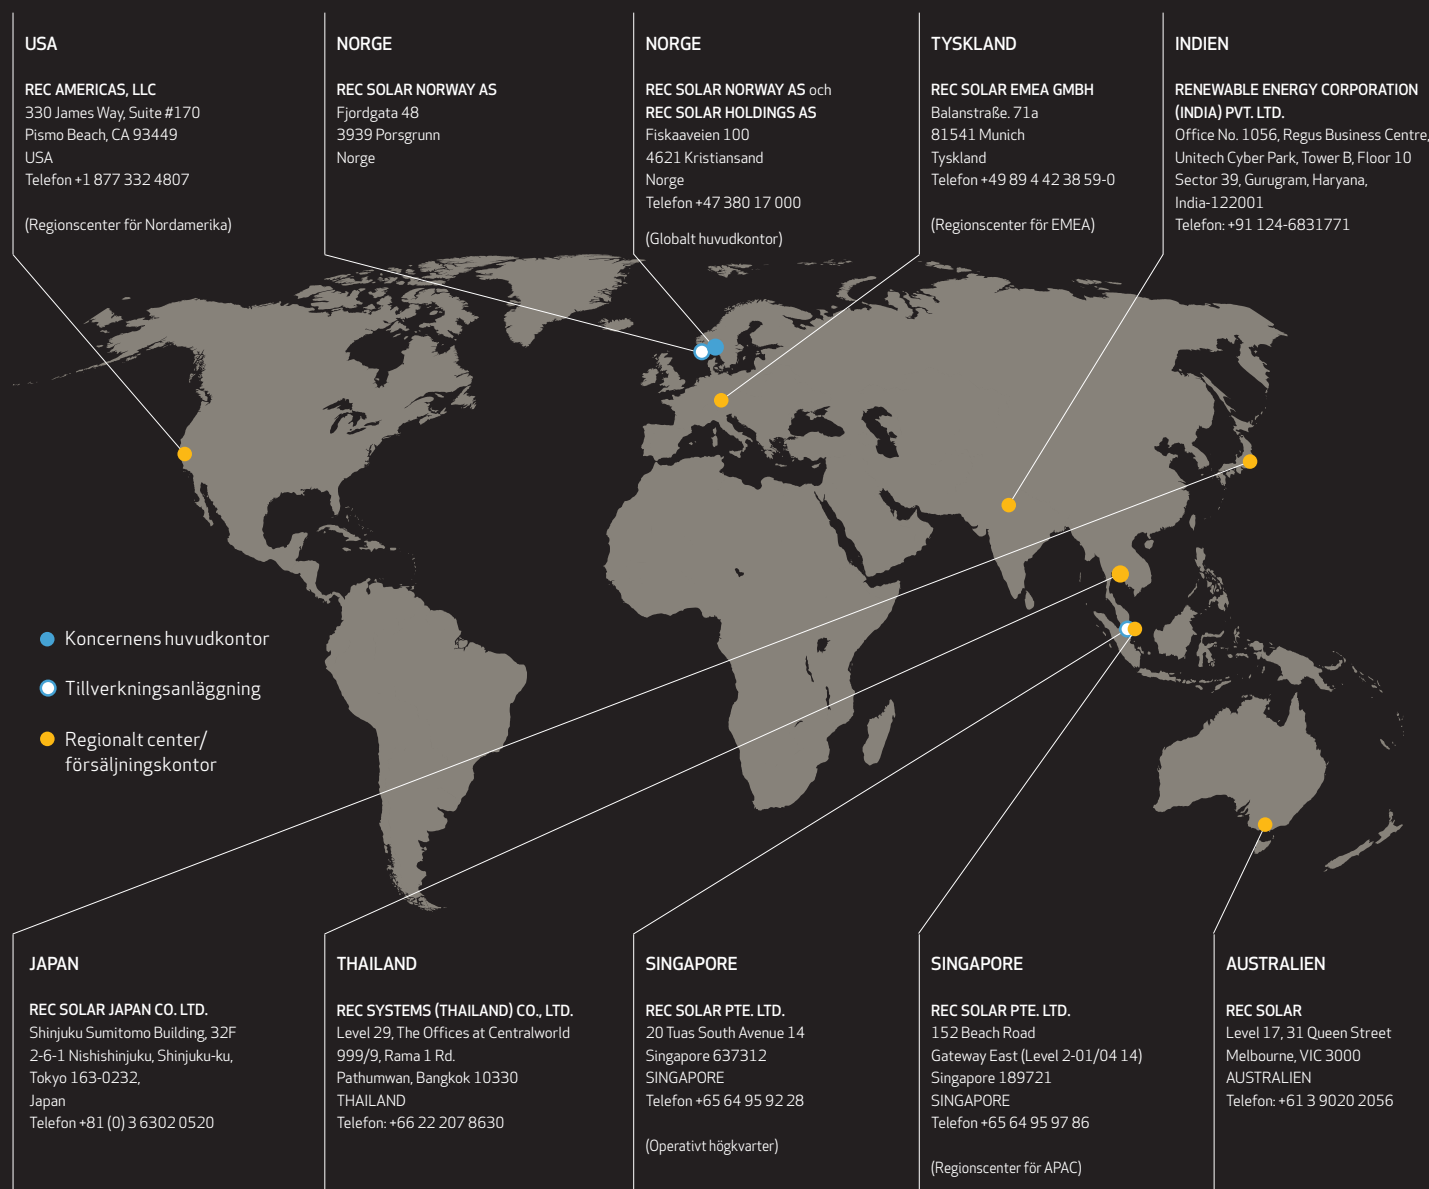 USA
REC AMERICAS, LLC
330 James Way, Suite #170
Pismo Beach, CA 93449
USA
Telefon +1 877 332 4807
(Regionscenter för Nordamerika)
NORGE
REC SOLAR NORWAY AS
Fjordgata 48
3939 Porsgrunn
Norge
NORGE
REC SOLAR NORWAY AS och
REC SOLAR HOLDINGS AS
Fiskaaveien 100
4621 Kristiansand
Norge
Telefon +47 380 17 000
(Globalt huvudkontor)
TYSKLAND
REC SOLAR EMEA GMBH
Balanstraße. 71a
81541 Munich
Tyskland
Telefon +49 89 4 42 38 59-0
(Regionscenter för EMEA)
INDIEN
RENEWABLE ENERGY CORPORATION
(INDIA) PVT. LTD.
Office No. 1056, Regus Business Centre,
Unitech Cyber Park, Tower B, Floor 10
Sector 39, Gurugram, Haryana,
India-122001
Telefon: +91 124-6831771
Koncernens huvudkontor
Tillverkningsanläggning
Regionalt center/
försäljningskontor
JAPAN
REC SOLAR JAPAN CO. LTD.
Shinjuku Sumitomo Building, 32F
2-6-1 Nishishinjuku, Shinjuku-ku,
Tokyo 163-0232,
Japan
Telefon +81 (0) 3 6302 0520
THAILAND
REC SYSTEMS (THAILAND) CO., LTD.
Level 29, The Offices at Centralworld
999/9, Rama 1 Rd.
Pathumwan, Bangkok 10330
THAILAND
Telefon: +66 22 207 8630
SINGAPORE
REC SOLAR PTE. LTD.
20 Tuas South Avenue 14
Singapore 637312
SINGAPORE
Telefon +65 64 95 92 28
(Operativt högkvarter)
SINGAPORE
REC SOLAR PTE. LTD.
152 Beach Road
Gateway East (Level 2-01/04 14)
Singapore 189721
SINGAPORE
Telefon +65 64 95 97 86
(Regionscenter för APAC)
AUSTRALIEN
REC SOLAR
Level 17, 31 Queen Street
Melbourne, VIC 3000
AUSTRALIEN
Telefon: +61 3 9020 2056